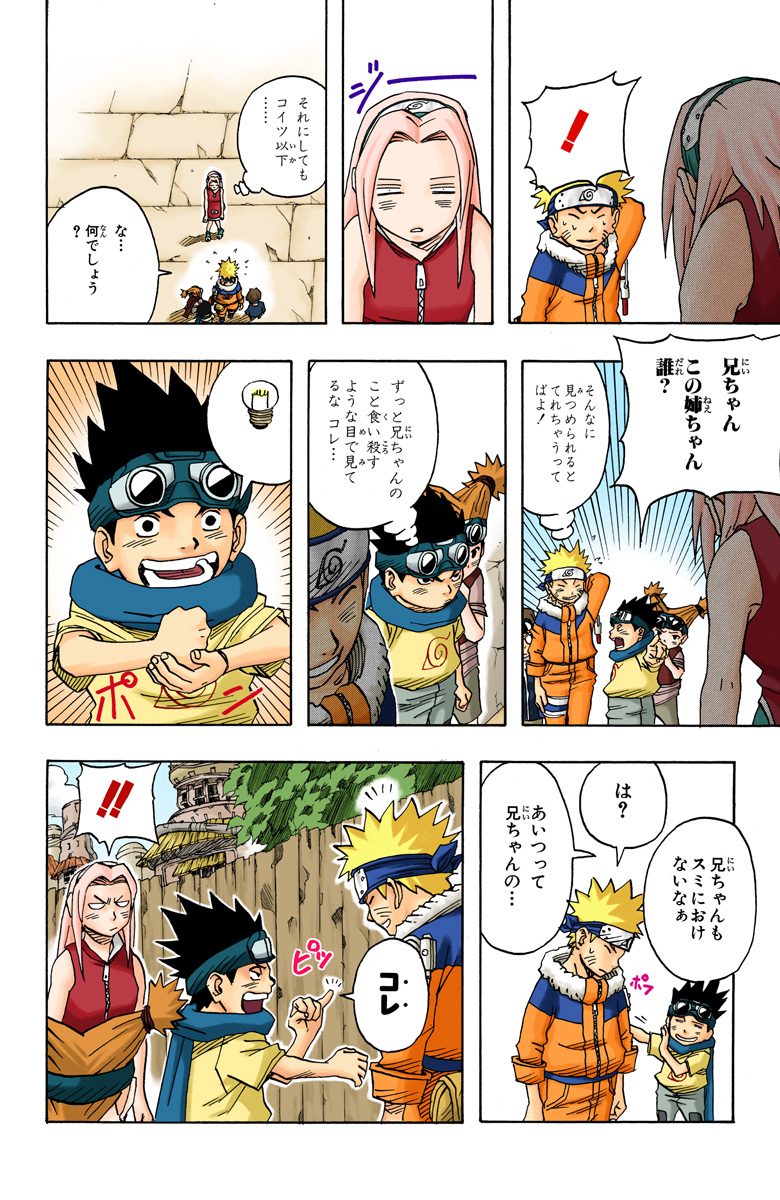 ！
ジーーー
それにしても
コイツ以下
……
な…
何でしょう
？
兄ちゃん
この姉ちゃん
誰？
そんなに
見つめられると
てれちゃうって
ばよ！
ずっと兄ちゃんの
こと食い殺す
ような目で見て
るな コレ…
ポン
兄ちゃんも
スミにおけ
ないなぁ
は？
あいつって
兄ちゃんの…
ポフ
コレ
ピッ
!!